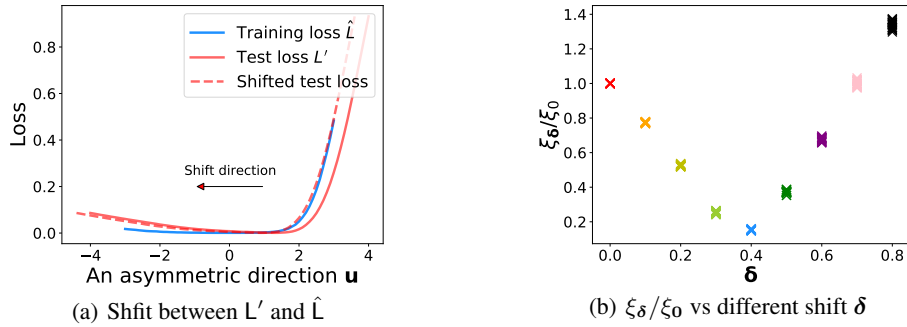 Training loss L̂
Test loss L′
Shifted test loss
Loss
0.8
0.6
0.4
0.2
0.0
Shift direction
−4 −2 0 2 4
An asymmetric direction u
(a) Shfit between L′ and L̂
ξδ/ξ0
1.4
1.2
1.0
0.8
0.6
0.4
0.2
0.0 0.2 0.4 0.6 0.8
δ
(b) ξδ/ξ0 vs different shift δ